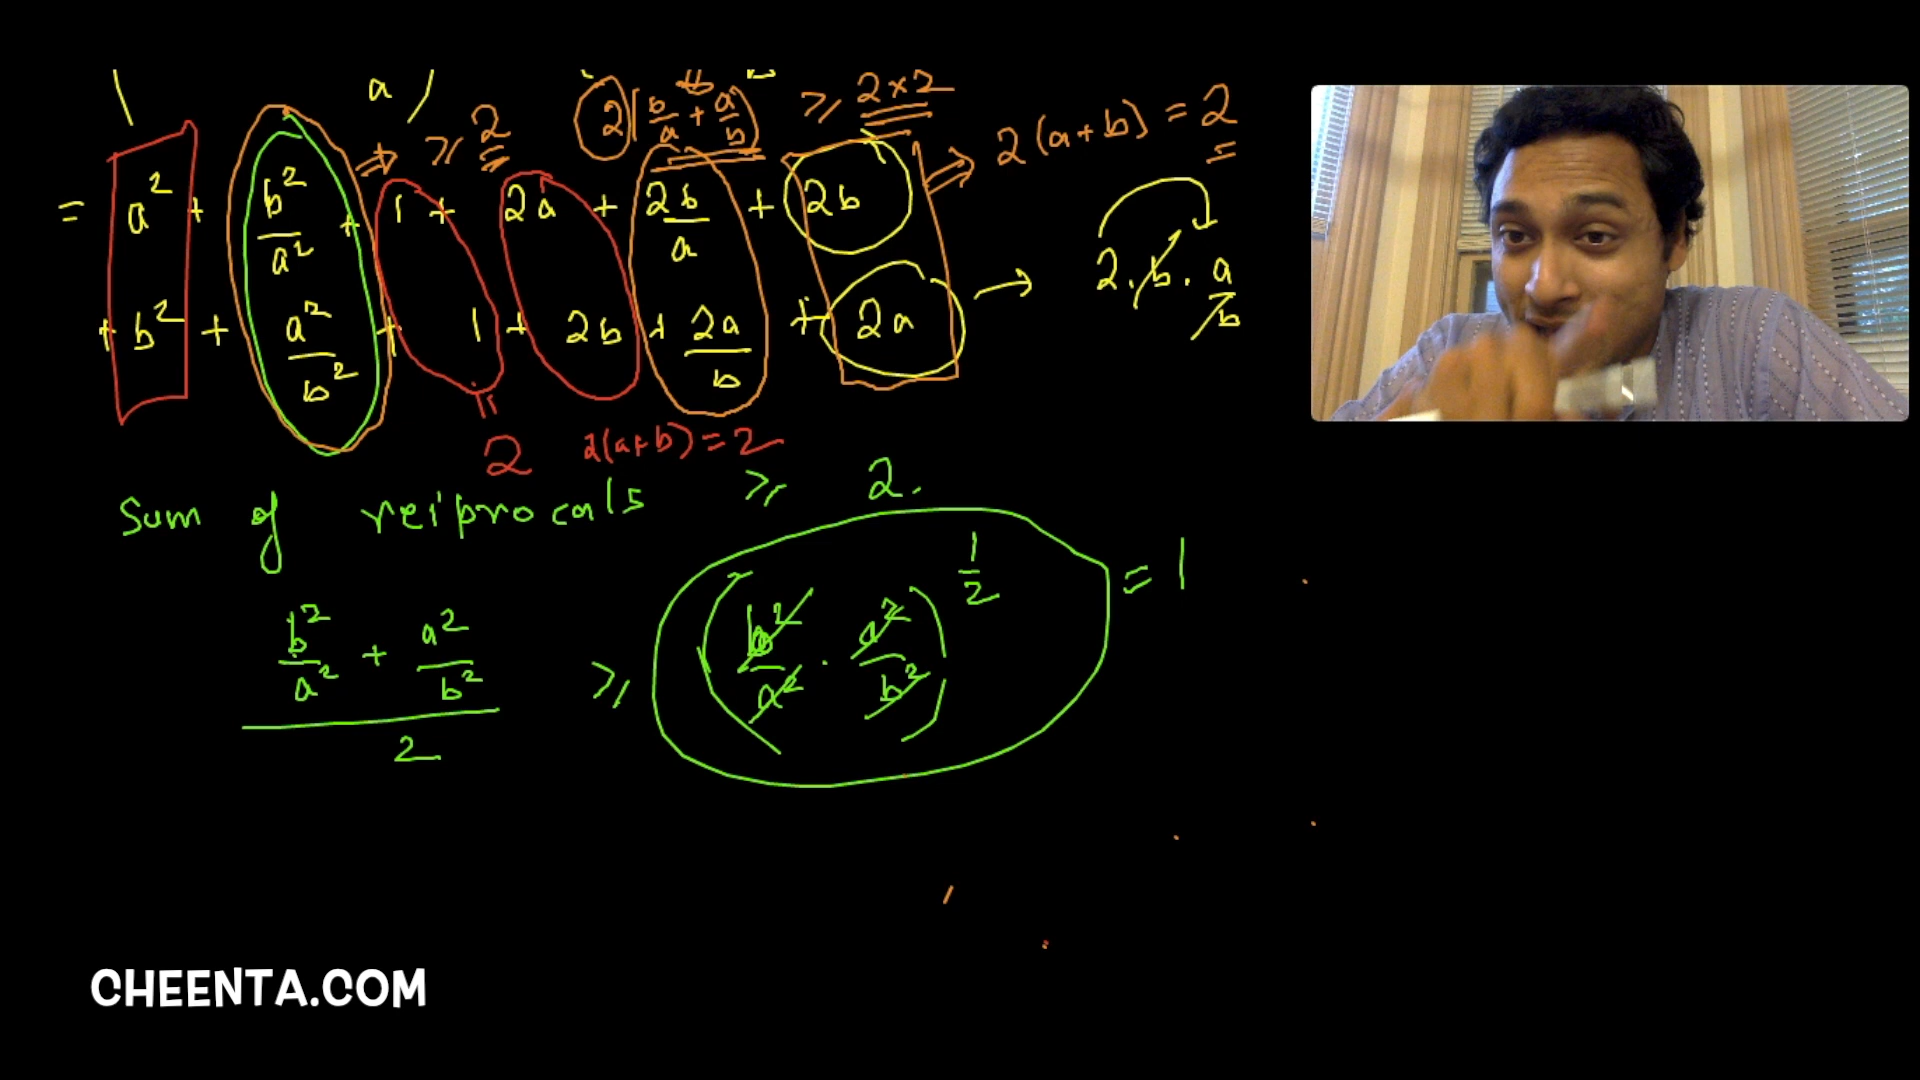 a )
2(b/a + a/b) ≥ 2×2
≥ 2
⇒ 2(a+b) = 2
= a² + b²/a² + 1 + 2a + 2b/a + 2b
+ b² + a²/b² + 1 + 2b + 2a/b + 2a → 2.b.a/b
2 2(a+b) = 2
Sum of reiprocals ≥ 2.
(b²/a² + a²/b²)/2 ≥ (b²/a² . a²/b²)^1/2 = 1
CHEENTA.COM